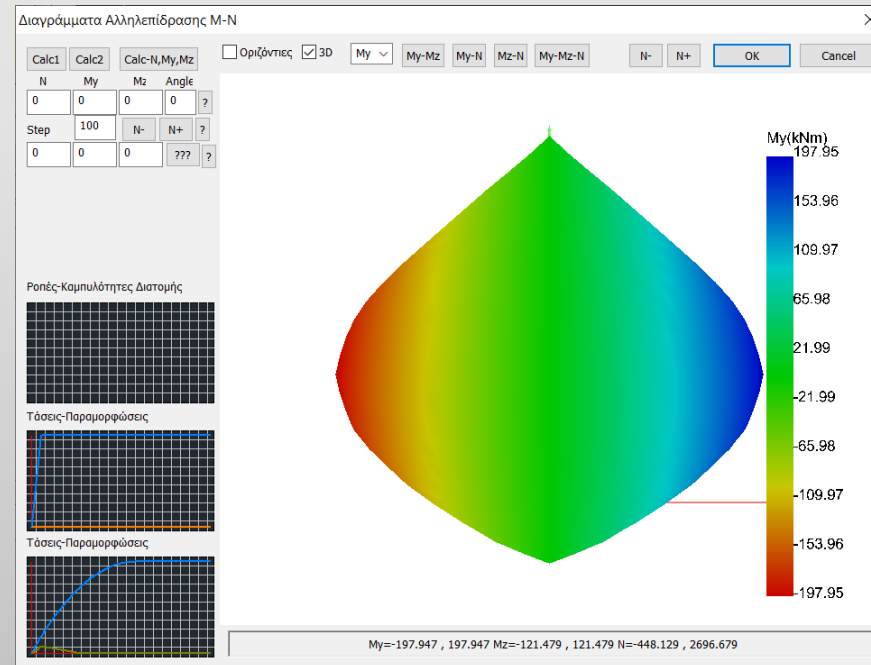 Διαγράμματα Αλληλεπίδρασης M-N
Calc1 Calc2 Calc-N,My,Mz Οριζόντιες 3D My My-Mz My-N Mz-N My-Mz-N N- N+ OK Cancel
N My Mz Angle
0 0 0 0 ?
Step 100 N- N+ ?
0 0 0 ??? ?
My(kNm)
197.95
153.96
109.97
65.98
21.99
-21.99
-65.98
-109.97
-153.96
-197.95
Ροπές-Καμπυλότητες Διατομής
Τάσεις-Παραμορφώσεις
Τάσεις-Παραμορφώσεις
My=-197.947 , 197.947 Mz=-121.479 , 121.479 N=-448.129 , 2696.679